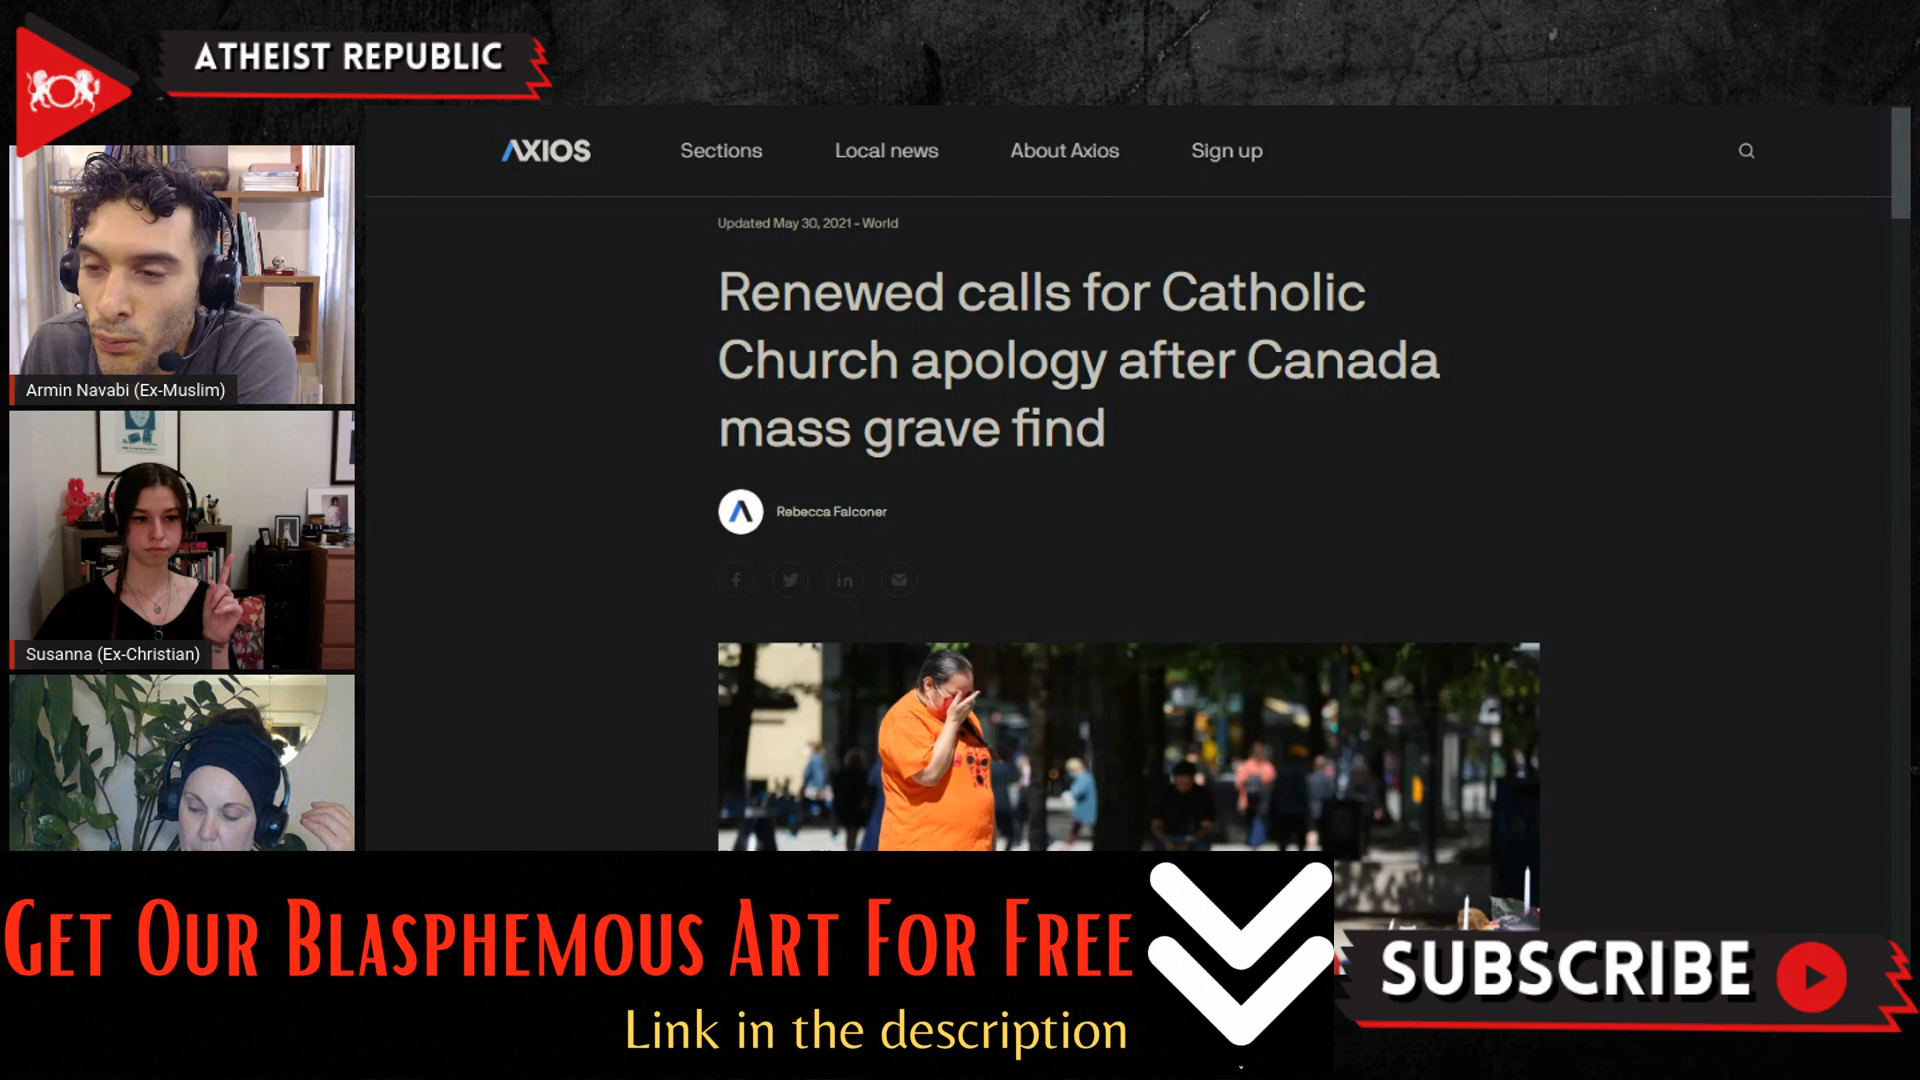 ATHEIST REPUBLIC
AXIOS
Sections
Local news
About Axios
Sign up
Updated May 30, 2021 - World
Renewed calls for Catholic
Church apology after Canada
mass grave find
Rebecca Falconer
Armin Navabi (Ex-Muslim)
Susanna (Ex-Christian)
GET OUR BLASPHEMOUS ART FOR FREE
Link in the description
SUBSCRIBE